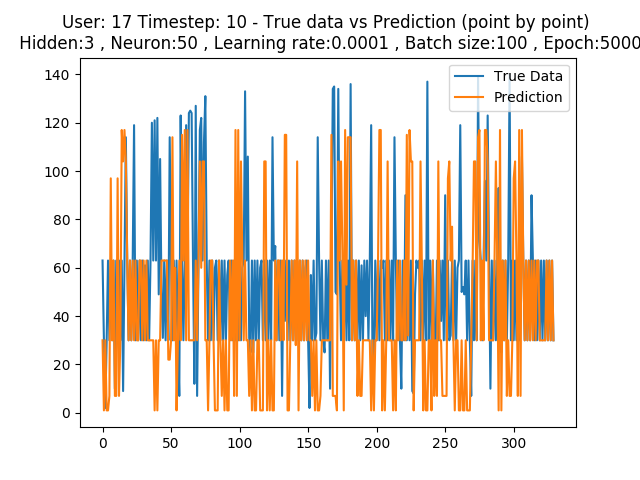 User: 17 Timestep: 10 - True data vs Prediction (point by point)
Hidden:3 , Neuron:50 , Learning rate:0.0001 , Batch size:100 , Epoch:5000
True Data
Prediction
140
120
100
80
60
40
20
0
0 50 100 150 200 250 300